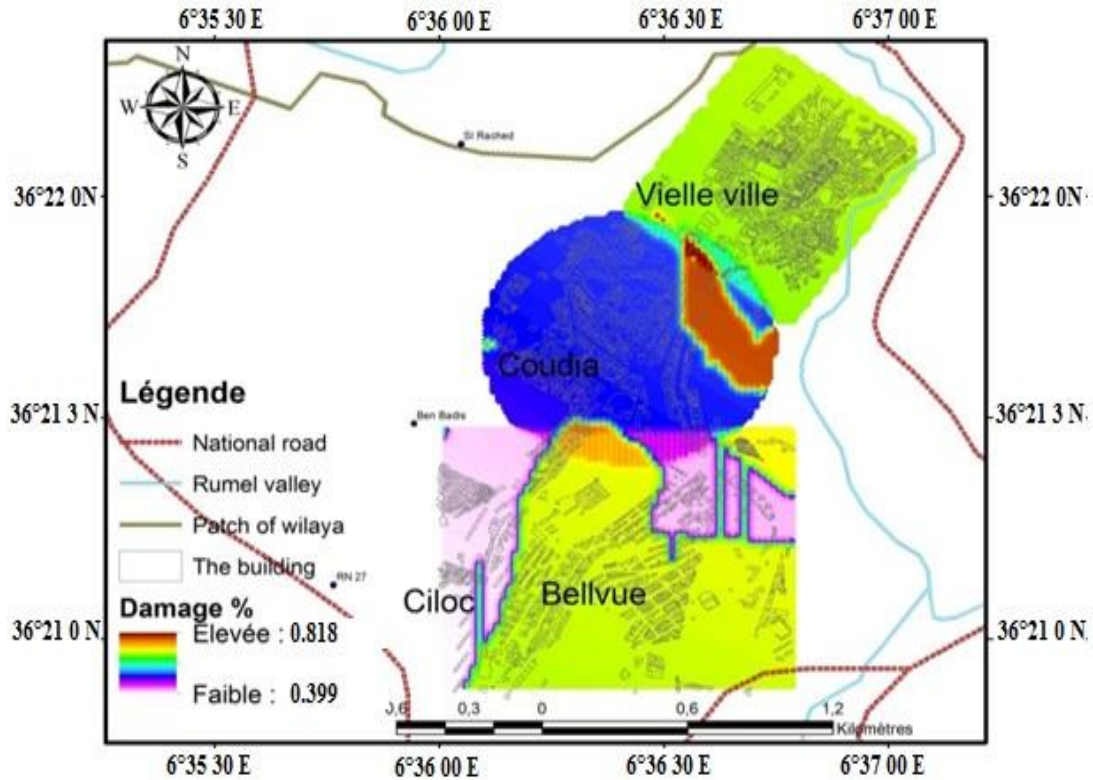 6°35 30 E 6°36 00 E 6°36 30 E 6°37 00 E
N
W E
S
SI Rached
36°22 0N 36°22 0N
Vielle ville
Coudia
Légende
Ben Badis
36°21 3 N 36°21 3 N
National road
Rumel valley
Patch of wilaya
The building
RN 27
Ciloc Bellvue
Damage %
Elevée : 0.818
36°21 0 N 36°21 0 N
Faible : 0.399
0,6 0,3 0 0,6 1,2
Kilomètres
6°35 30 E 6°36 00 E 6°36 30 E 6°37 00 E